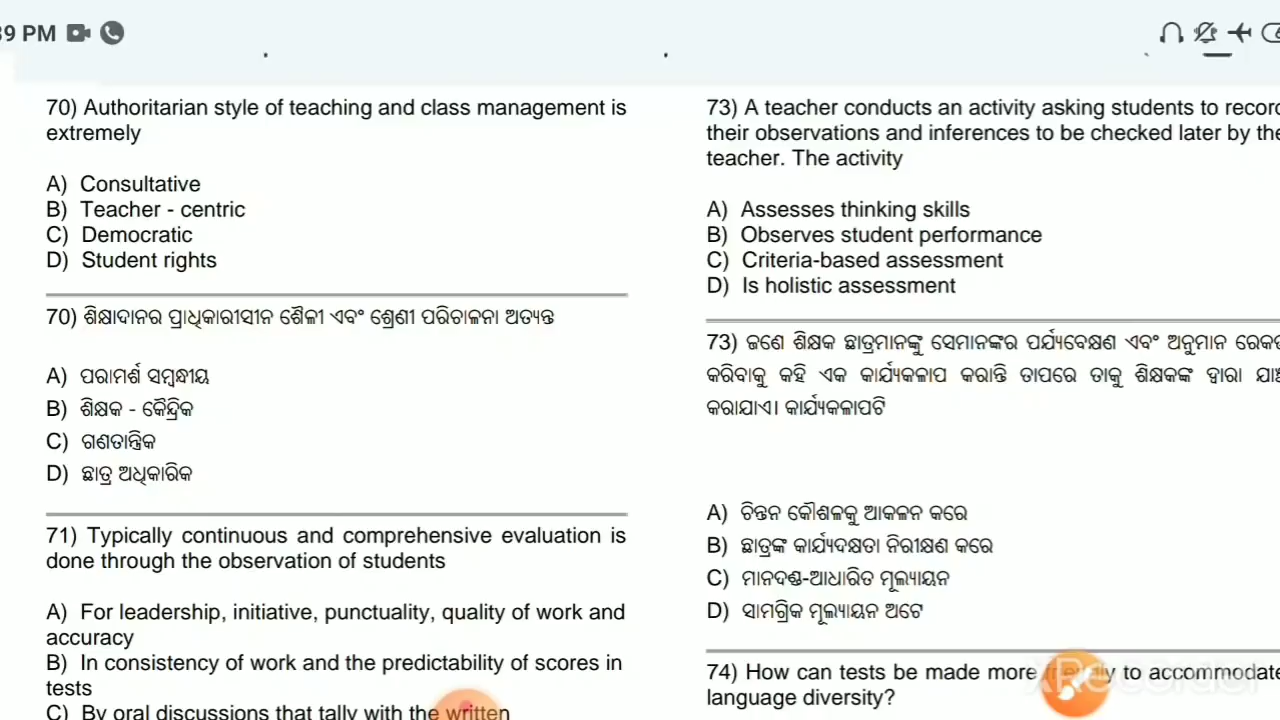 39 PM
70) Authoritarian style of teaching and class management is
extremely
A) Consultative
B) Teacher - centric
C) Democratic
D) Student rights
70) ଶିକ୍ଷାଦାନର ପ୍ରାଧିକାରୀସୀନ ଶୈଳୀ ଏବଂ ଶ୍ରେଣୀ ପରିଚାଳନା ଅତ୍ୟନ୍ତ
A) ପରାମର୍ଶ ସମ୍ବନ୍ଧୀୟ
B) ଶିକ୍ଷକ - କୈନ୍ଦ୍ରିକ
C) ଗଣତାନ୍ତ୍ରିକ
D) ଛାତ୍ର ଅଧିକାରିକ
71) Typically continuous and comprehensive evaluation is
done through the observation of students
A) For leadership, initiative, punctuality, quality of work and
accuracy
B) In consistency of work and the predictability of scores in
tests
C) By oral discussions that tally with the written
73) A teacher conducts an activity asking students to record
their observations and inferences to be checked later by the
teacher. The activity
A) Assesses thinking skills
B) Observes student performance
C) Criteria-based assessment
D) Is holistic assessment
73) ଜଣେ ଶିକ୍ଷକ ଛାତ୍ରମାନଙ୍କୁ ସେମାନଙ୍କର ପର୍ଯ୍ୟବେକ୍ଷଣ ଏବଂ ଅନୁମାନ
କରିବାକୁ କହି ଏକ କାର୍ଯ୍ୟକଳାପ କରାନ୍ତି ତାପରେ ତାକୁ ଶିକ୍ଷକଙ୍କ ଦ୍ୱାରା
କରାଯାଏ। କାର୍ଯ୍ୟକଳାପଟି
A) ଚିନ୍ତନ କୌଶଳକୁ ଆକଳନ କରେ
B) ଛାତ୍ରଙ୍କ କାର୍ଯ୍ୟଦକ୍ଷତା ନିରୀକ୍ଷଣ କରେ
C) ମାନଦଣ୍ଡ-ଆଧାରିତ ମୂଲ୍ୟାୟନ
D) ସାମଗ୍ରିକ ମୂଲ୍ୟାୟନ ଅଟେ
74) How can tests be made more friendly to accommodate
language diversity?
XRecorder